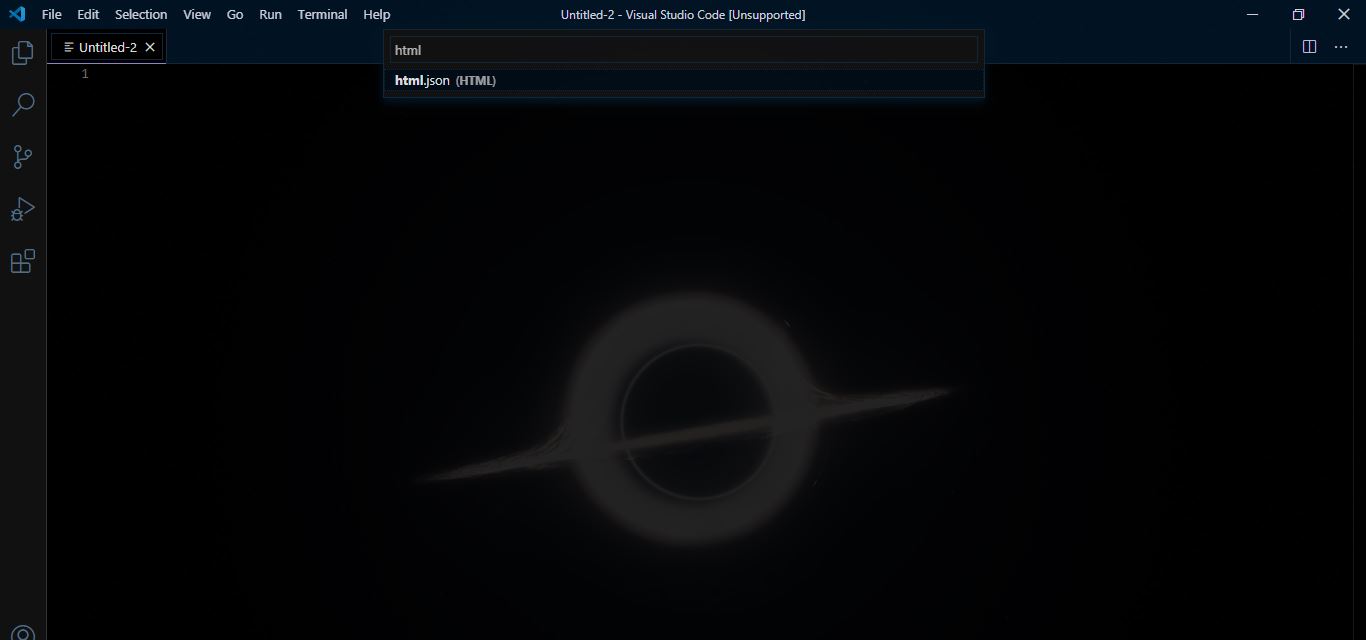 File Edit Selection View Go Run Terminal Help Untitled-2 - Visual Studio Code [Unsupported]
Untitled-2
html
html.json (HTML)
1